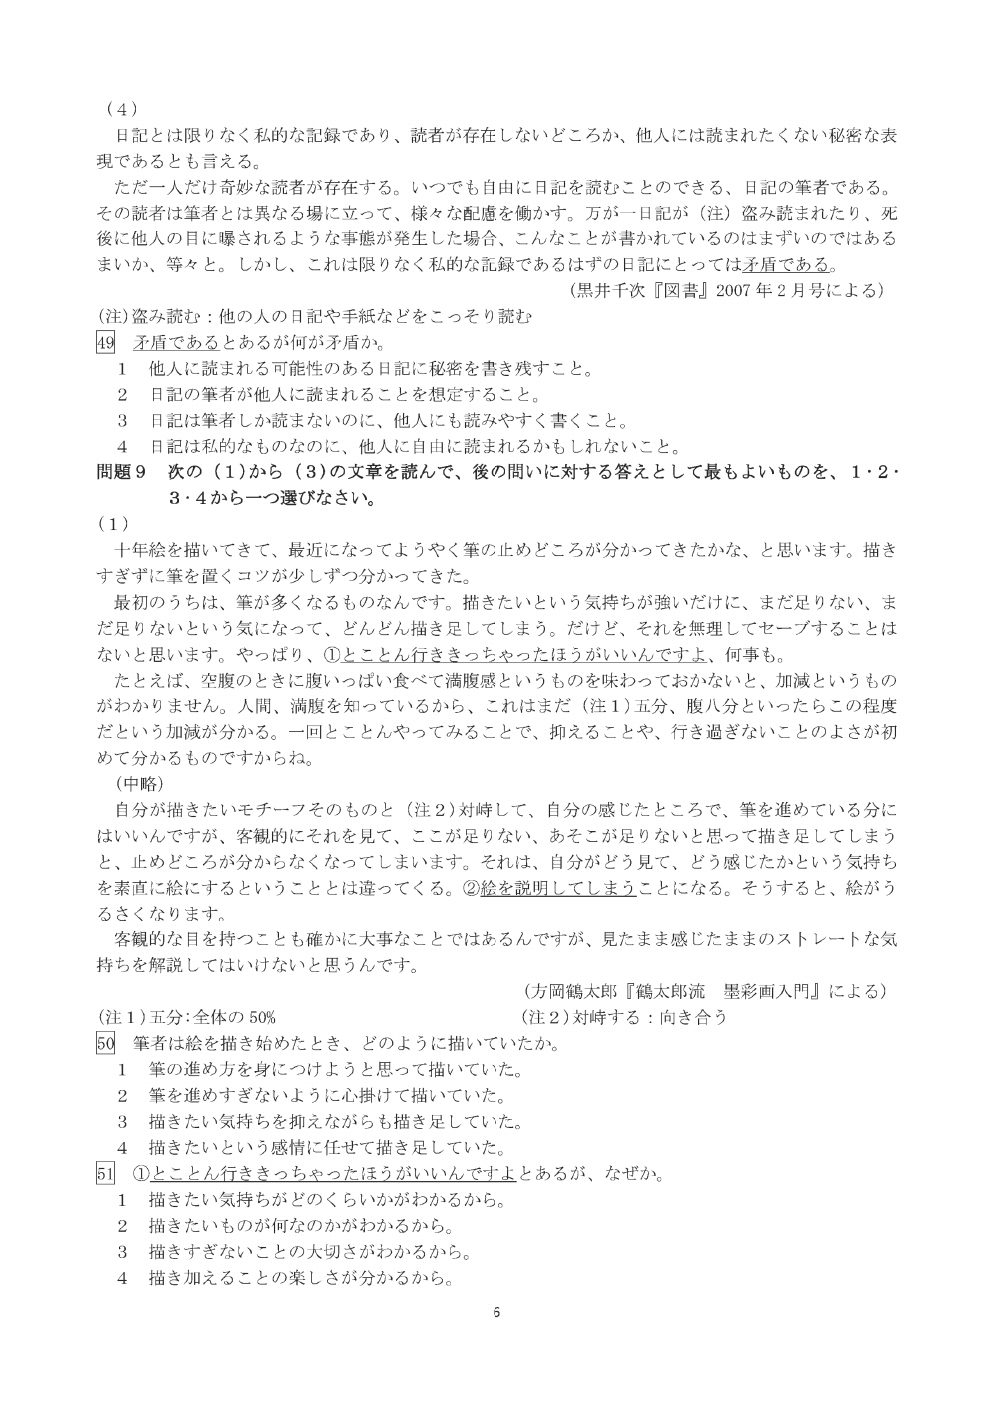 （４）
日記とは限りなく私的な記録であり、読者が存在しないどころか、他人には読まれたくない秘密な表
現であるとも言える。
ただ一人だけ奇妙な読者が存在する。いつでも自由に日記を読むことのできる、日記の筆者である。
その読者は筆者とは異なる場に立って、様々な配慮を働かす。万が一日記が（注）盗み読まれたり、死
後に他人の目に曝されるような事態が発生した場合、こんなことが書かれているのはまずいのではある
まいか、等々と。しかし、これは限りなく私的な記録であるはずの日記にとっては矛盾である。
（黒井千次『図書』2007 年 2 月号による）
(注)盗み読む：他の人の日記や手紙などをこっそり読む
49　矛盾であるとあるが何が矛盾か。
1　他人に読まれる可能性のある日記に秘密を書き残すこと。
2　日記の筆者が他人に読まれることを想定すること。
3　日記は筆者しか読まないのに、他人にも読みやすく書くこと。
4　日記は私的なものなのに、他人に自由に読まれるかもしれないこと。
問題９　次の（１)から（３)の文章を読んで、後の問いに対する答えとして最もよいものを、１・２・
３・４から一つ選びなさい。
（１）
十年絵を描いてきて、最近になってようやく筆の止めどころが分かってきたかな、と思います。描き
すぎずに筆を置くコツが少しずつ分かってきた。
最初のうちは、筆が多くなるものなんです。描きたいという気持ちが強いだけに、まだ足りない、ま
だ足りないという気になって、どんどん描き足してしまう。だけど、それを無理してセーブすることは
ないと思います。やっぱり、①とことん行ききっちゃったほうがいいんですよ、何事も。
たとえば、空腹のときに腹いっぱい食べて満腹感というものを味わっておかないと、加減というもの
がわかりません。人間、満腹を知っているから、これはまだ（注１)五分、腹八分といったらこの程度
だという加減が分かる。一回とことんやってみることで、抑えることや、行き過ぎないことのよさが初
めて分かるものですからね。
（中略）
自分が描きたいモチーフそのものと（注２)対峙して、自分の感じたところで、筆を進めている分に
はいいんですが、客観的にそれを見て、ここが足りない、あそこが足りないと思って描き足してしまう
と、止めどころが分からなくなってしまいます。それは、自分がどう見て、どう感じたかという気持ち
を素直に絵にするということとは違ってくる。②絵を説明してしまうことになる。そうすると、絵がう
るさくなります。
客観的な目を持つことも確かに大事なことではあるんですが、見たまま感じたままのストレートな気
持ちを解説してはいけないと思うんです。
（方岡鶴太郎『鶴太郎流　墨彩画入門』による）
(注１)五分：全体の 50%　（注２)対峙する：向き合う
50　筆者は絵を描き始めたとき、どのように描いていたか。
1　筆の進め方を身につけようと思って描いていた。
2　筆を進めすぎないように心掛けて描いていた。
3　描きたい気持ちを抑えながらも描き足していた。
4　描きたいという感情に任せて描き足していた。
51　①とことん行ききっちゃったほうがいいんですよとあるが、なぜか。
1　描きたい気持ちがどのくらいかがわかるから。
2　描きたいものが何なのかがわかるから。
3　描きすぎないことの大切さがわかるから。
4　描き加えることの楽しさが分かるから。
6